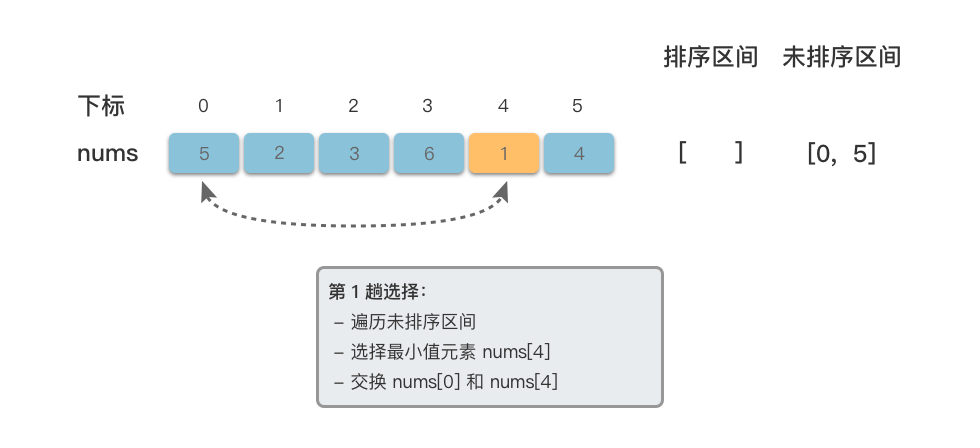 排序区间 未排序区间
下标 0 1 2 3 4 5
nums 5 2 3 6 1 4 [ ] [0, 5]
第 1 趟选择：
- 遍历未排序区间
- 选择最小值元素 nums[4]
- 交换 nums[0] 和 nums[4]